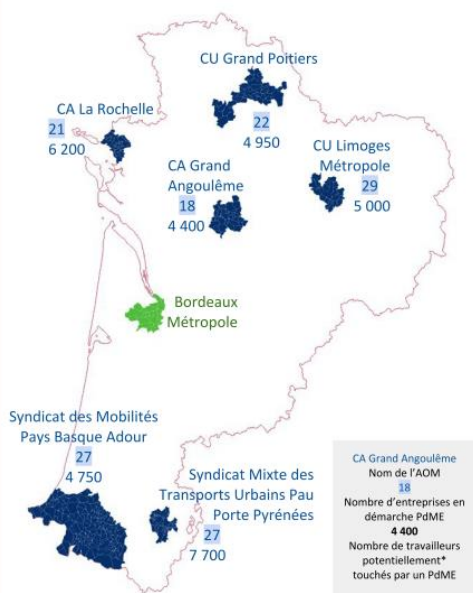 CU Grand Poitiers
22
4 950
CA La Rochelle
21
6 200
CU Limoges
Métropole
29
5 000
CA Grand
Angoulême
18
4 400
Bordeaux
Métropole
Syndicat des Mobilités
Pays Basque Adour
27
4 750
Syndicat Mixte des
Transports Urbains Pau
Porte Pyrénées
27
7 700
CA Grand Angoulême
Nom de l'AOM
18
Nombre d'entreprises en
démarche PdME
4 400
Nombre de travailleurs
potentiellement*
touchés par un PdME